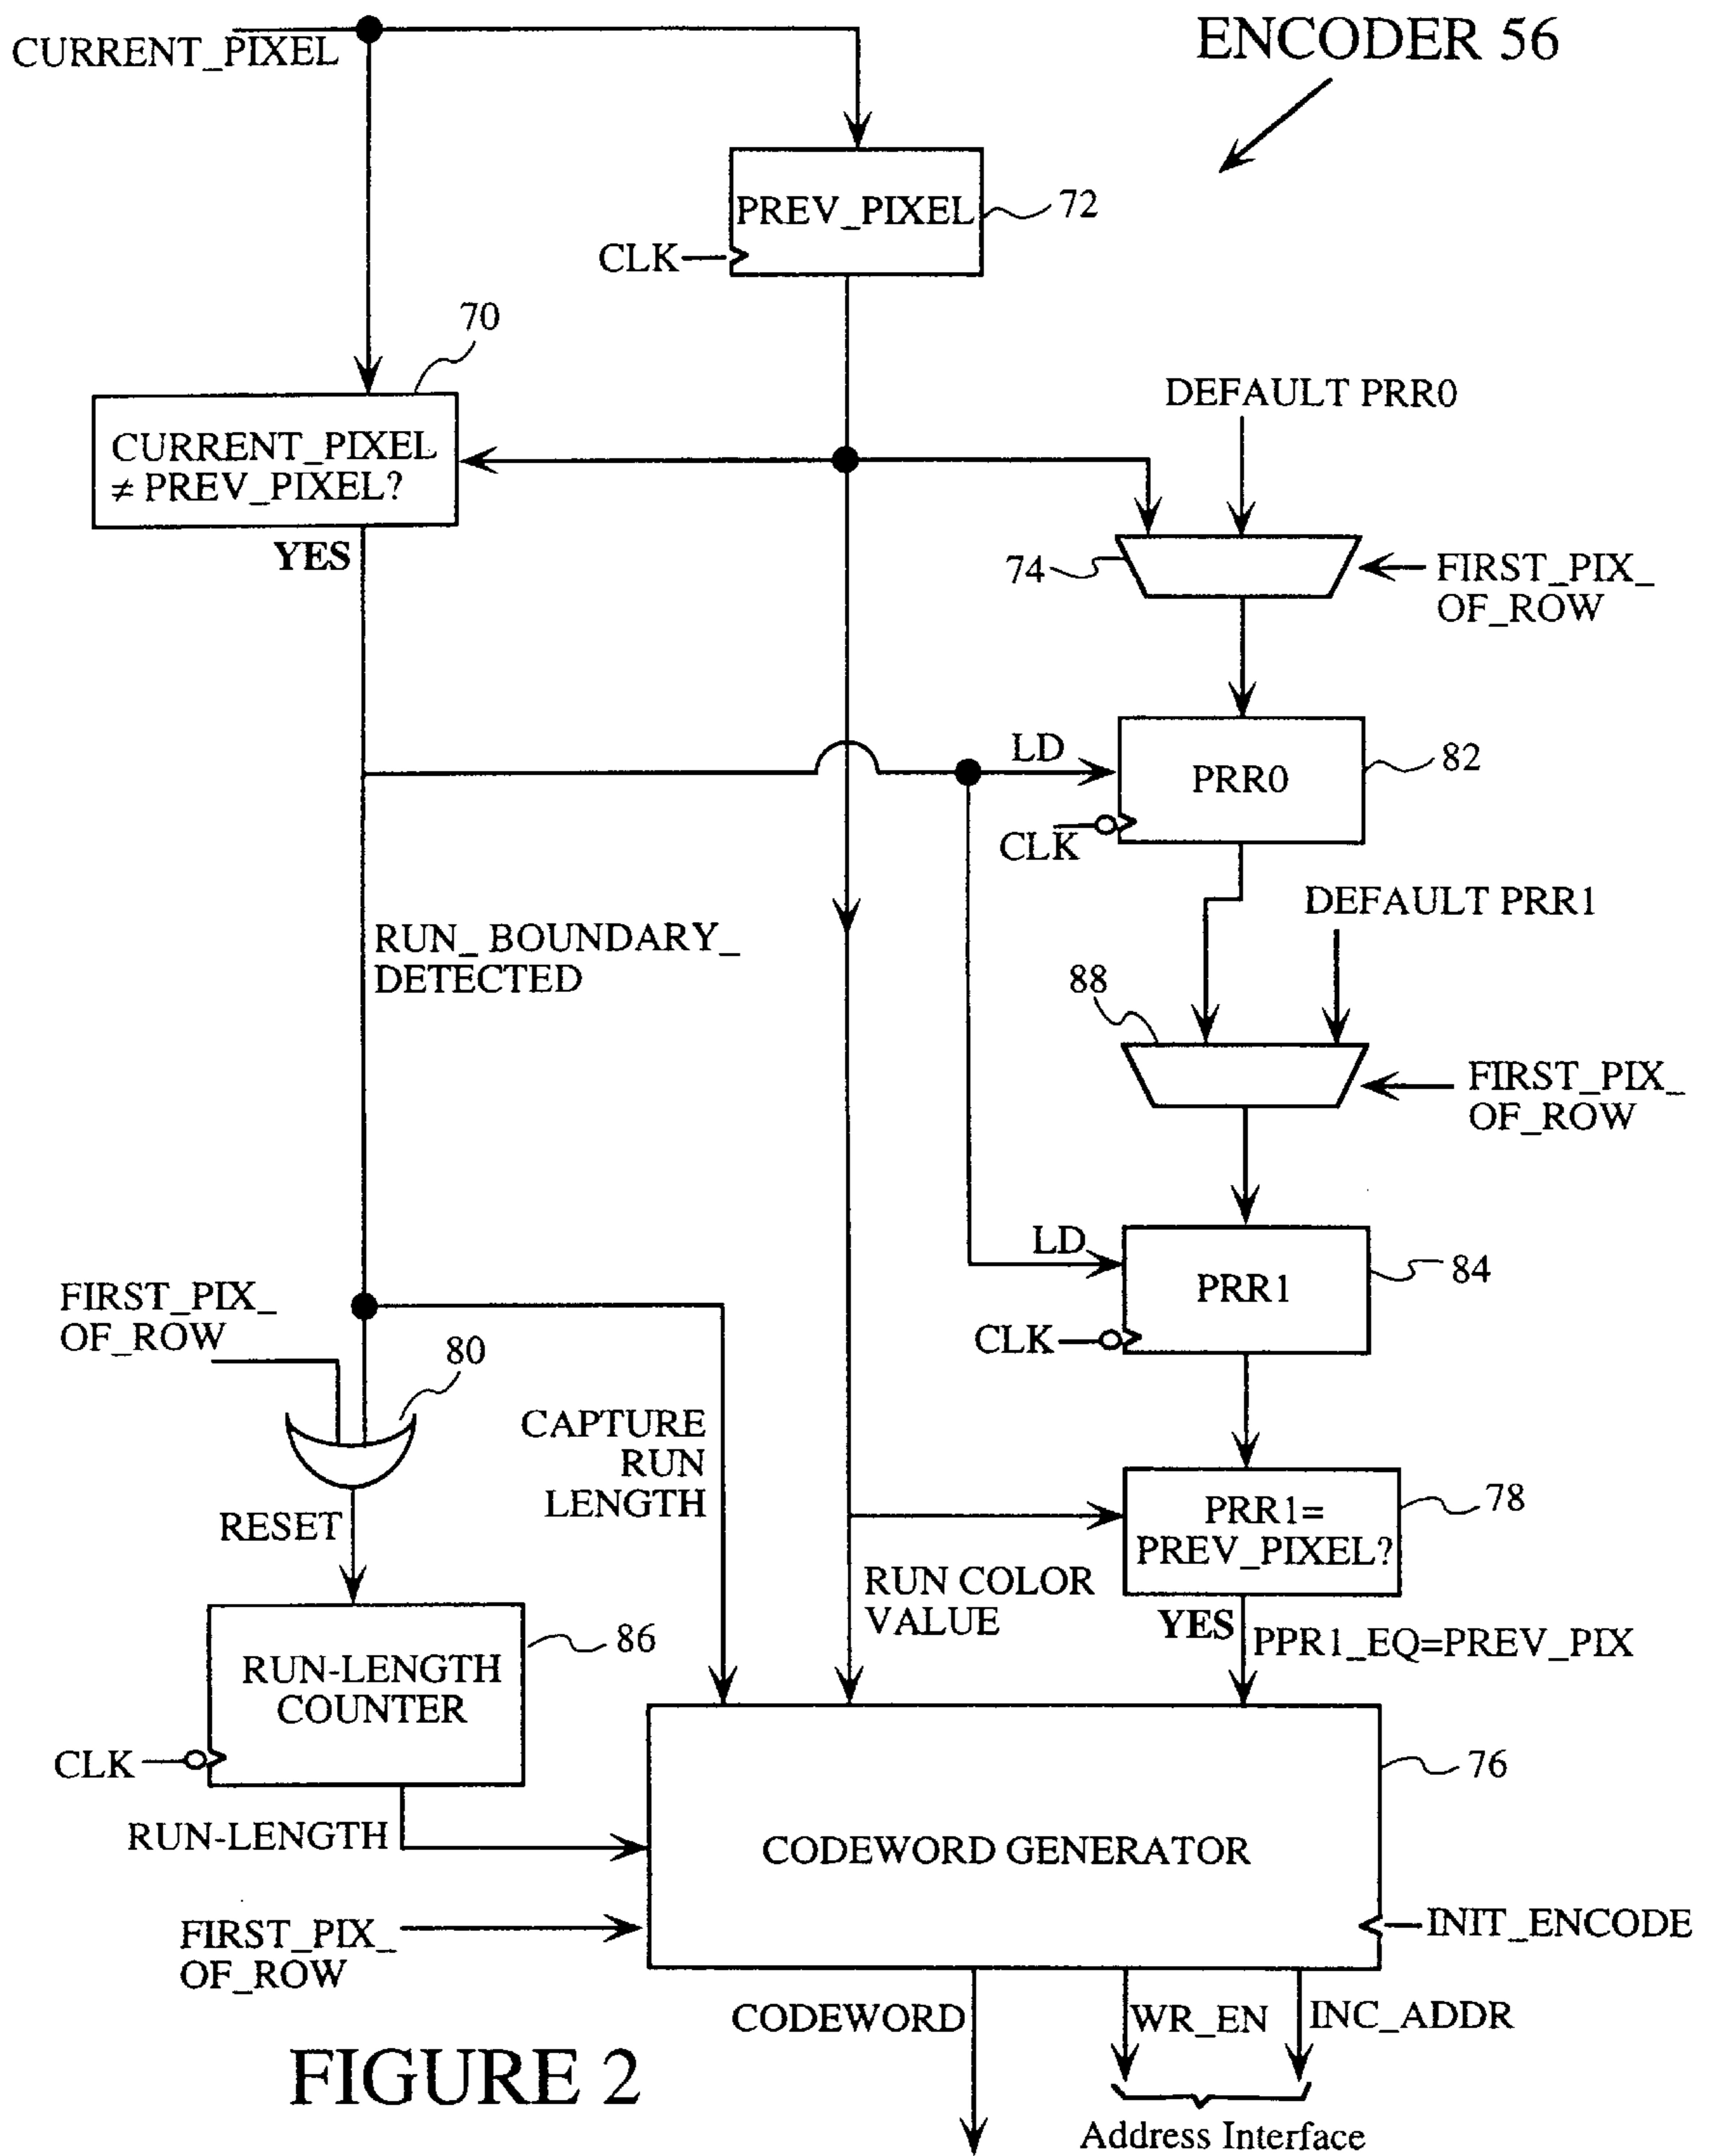 ENCODER 56
CURRENT_PIXEL
PREV_PIXEL
72
CLK
70
CURRENT_PIXEL
≠ PREV_PIXEL?
YES
DEFAULT PRR0
74
FIRST_PIX_
OF_ROW
LD
PRR0
82
CLK
DEFAULT PRR1
RUN_ BOUNDARY_
DETECTED
88
FIRST_PIX_
OF_ROW
LD
PRR1
84
CLK
FIRST_PIX_
OF_ROW
80
CAPTURE
RUN
LENGTH
RESET
PRR1=
PREV_PIXEL?
78
RUN COLOR
VALUE
YES
PPR1_EQ=PREV_PIX
RUN-LENGTH
COUNTER
86
CLK
76
RUN-LENGTH
CODEWORD GENERATOR
FIRST_PIX_
OF_ROW
INIT_ENCODE
CODEWORD
WR_EN
INC_ADDR
Address Interface
FIGURE 2